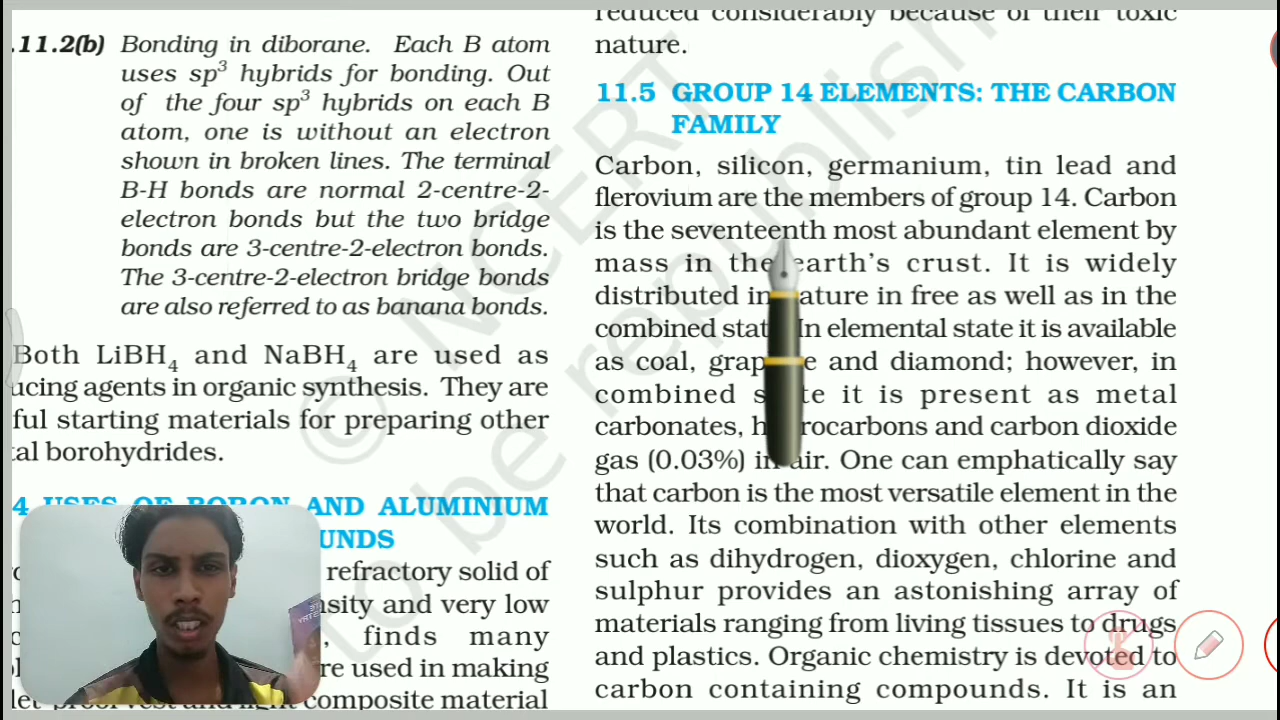 .11.2(b) Bonding in diborane. Each B atom
uses sp³ hybrids for bonding. Out
of the four sp³ hybrids on each B
atom, one is without an electron
shown in broken lines. The terminal
B-H bonds are normal 2-centre-2-
electron bonds but the two bridge
bonds are 3-centre-2-electron bonds.
The 3-centre-2-electron bridge bonds
are also referred to as banana bonds.
Both LiBH₄ and NaBH₄ are used as
ucing agents in organic synthesis. They are
ful starting materials for preparing other
tal borohydrides.
4 USES OF BORON AND ALUMINIUM
UNDS
refractory solid of
nsity and very low
, finds many
re used in making
let-proof vest and light composite material
reduced considerably because of their toxic
nature.
11.5 GROUP 14 ELEMENTS: THE CARBON
FAMILY
Carbon, silicon, germanium, tin lead and
flerovium are the members of group 14. Carbon
is the seventeenth most abundant element by
mass in the earth's crust. It is widely
distributed in nature in free as well as in the
combined state. In elemental state it is available
as coal, graphite and diamond; however, in
combined state it is present as metal
carbonates, hydrocarbons and carbon dioxide
gas (0.03%) in air. One can emphatically say
that carbon is the most versatile element in the
world. Its combination with other elements
such as dihydrogen, dioxygen, chlorine and
sulphur provides an astonishing array of
materials ranging from living tissues to drugs
and plastics. Organic chemistry is devoted to
carbon containing compounds. It is an
© NCERT
to be republish